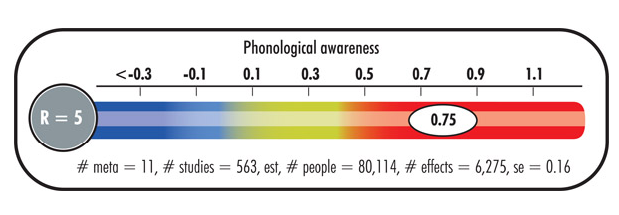 Phonological awareness
<-0.3 -0.1 0.1 0.3 0.5 0.7 0.9 1.1
R = 5 0.75
# meta = 11, # studies = 563, est, # people = 80,114, # effects = 6,275, se = 0.16